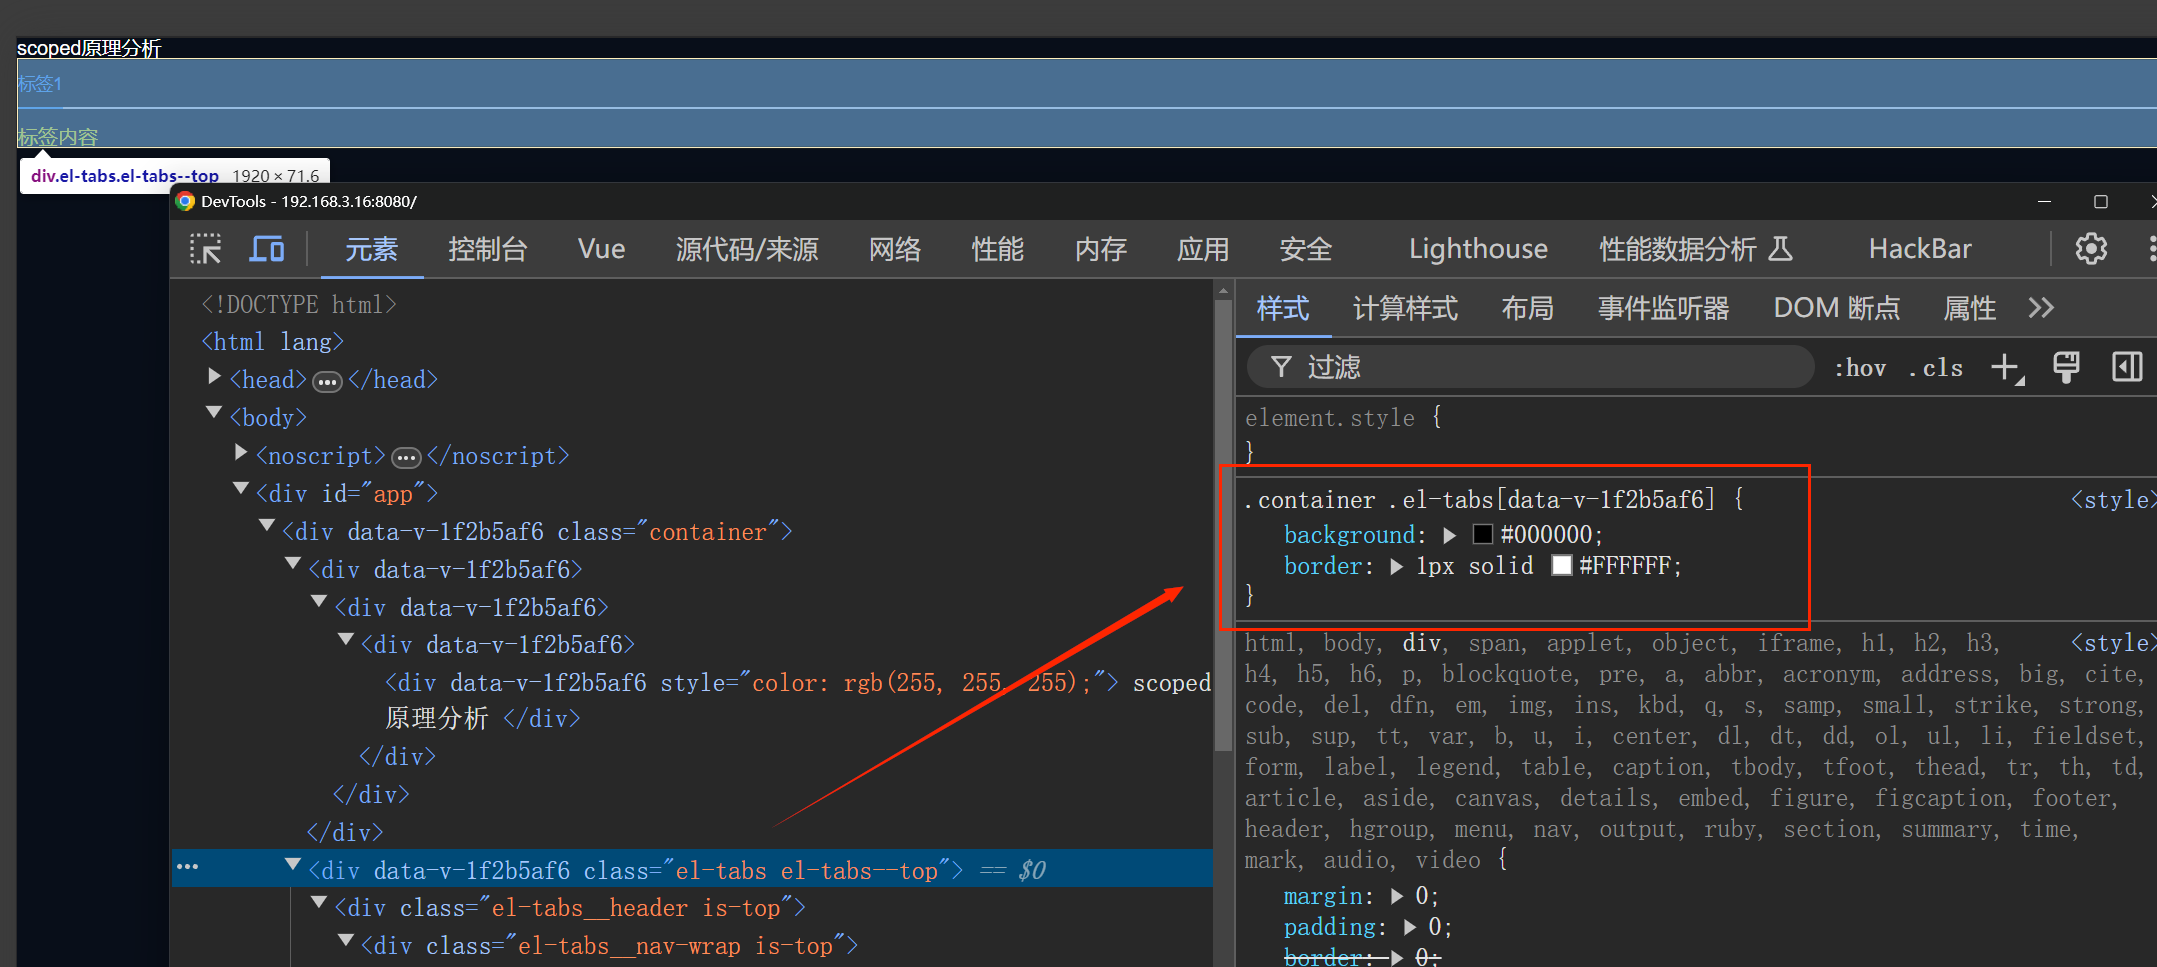 scoped原理分析
标签1
标签内容
div.el-tabs.el-tabs--top 1920 × 71.6
DevTools - 192.168.3.16:8080/
元素 控制台 Vue 源代码/来源 网络 性能 内存 应用 安全 Lighthouse 性能数据分析 HackBar
<!DOCTYPE html>
<html lang>
<head> ••• </head>
<body>
<noscript> ••• </noscript>
<div id="app">
<div data-v-1f2b5af6 class="container">
<div data-v-1f2b5af6>
<div data-v-1f2b5af6>
<div data-v-1f2b5af6>
<div data-v-1f2b5af6 style="color: rgb(255, 255, 255);"> scoped
原理分析 </div>
</div>
</div>
</div>
••• <div data-v-1f2b5af6 class="el-tabs el-tabs--top"> == $0
<div class="el-tabs__header is-top">
<div class="el-tabs__nav-wrap is-top">
样式 计算样式 布局 事件监听器 DOM 断点 属性
过滤 :hov .cls
element.style {
}
.container .el-tabs[data-v-1f2b5af6] { <style>
background: #000000;
border: 1px solid #FFFFFF;
}
html, body, div, span, applet, object, iframe, h1, h2, h3, <style>
h4, h5, h6, p, blockquote, pre, a, abbr, acronym, address, big, cite,
code, del, dfn, em, img, ins, kbd, q, s, samp, small, strike, strong,
sub, sup, tt, var, b, u, i, center, dl, dt, dd, ol, ul, li, fieldset,
form, label, legend, table, caption, tbody, tfoot, thead, tr, th, td,
article, aside, canvas, details, embed, figure, figcaption, footer,
header, hgroup, menu, nav, output, ruby, section, summary, time,
mark, audio, video {
margin: 0;
padding: 0;
border: 0;